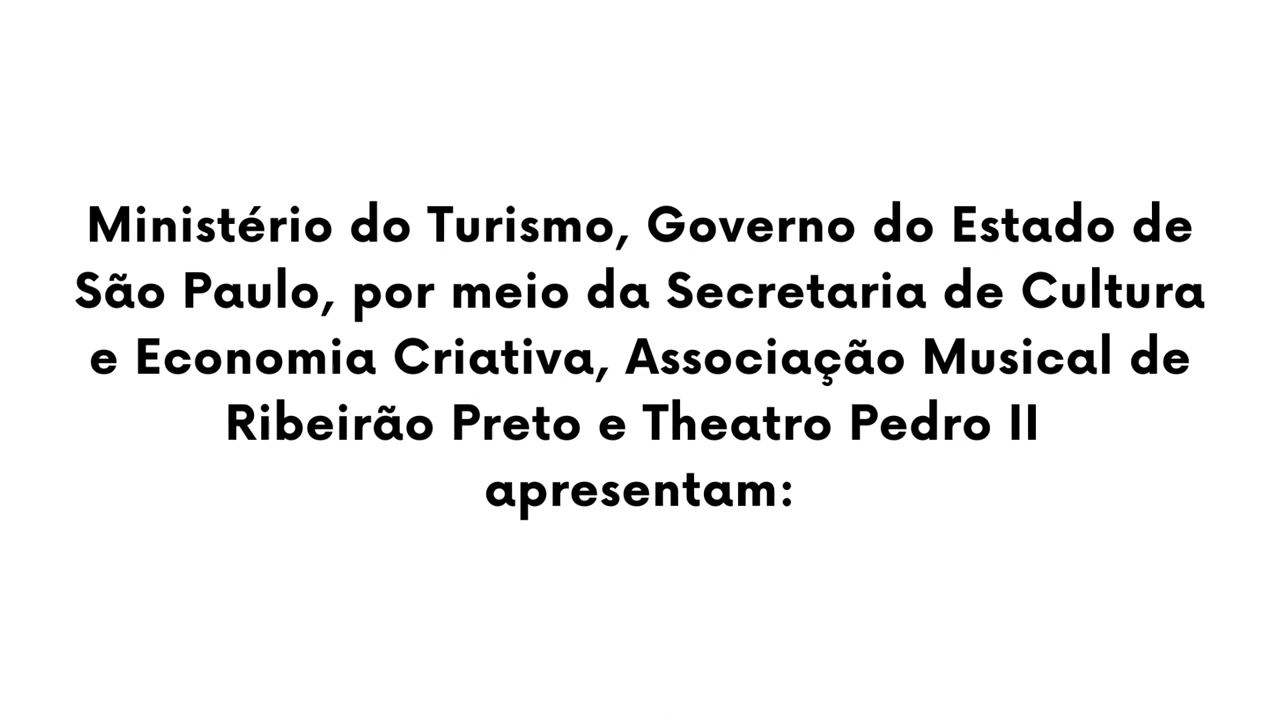 Ministério do Turismo, Governo do Estado de
São Paulo, por meio da Secretaria de Cultura
e Economia Criativa, Associação Musical de
Ribeirão Preto e Theatro Pedro II
apresentam: